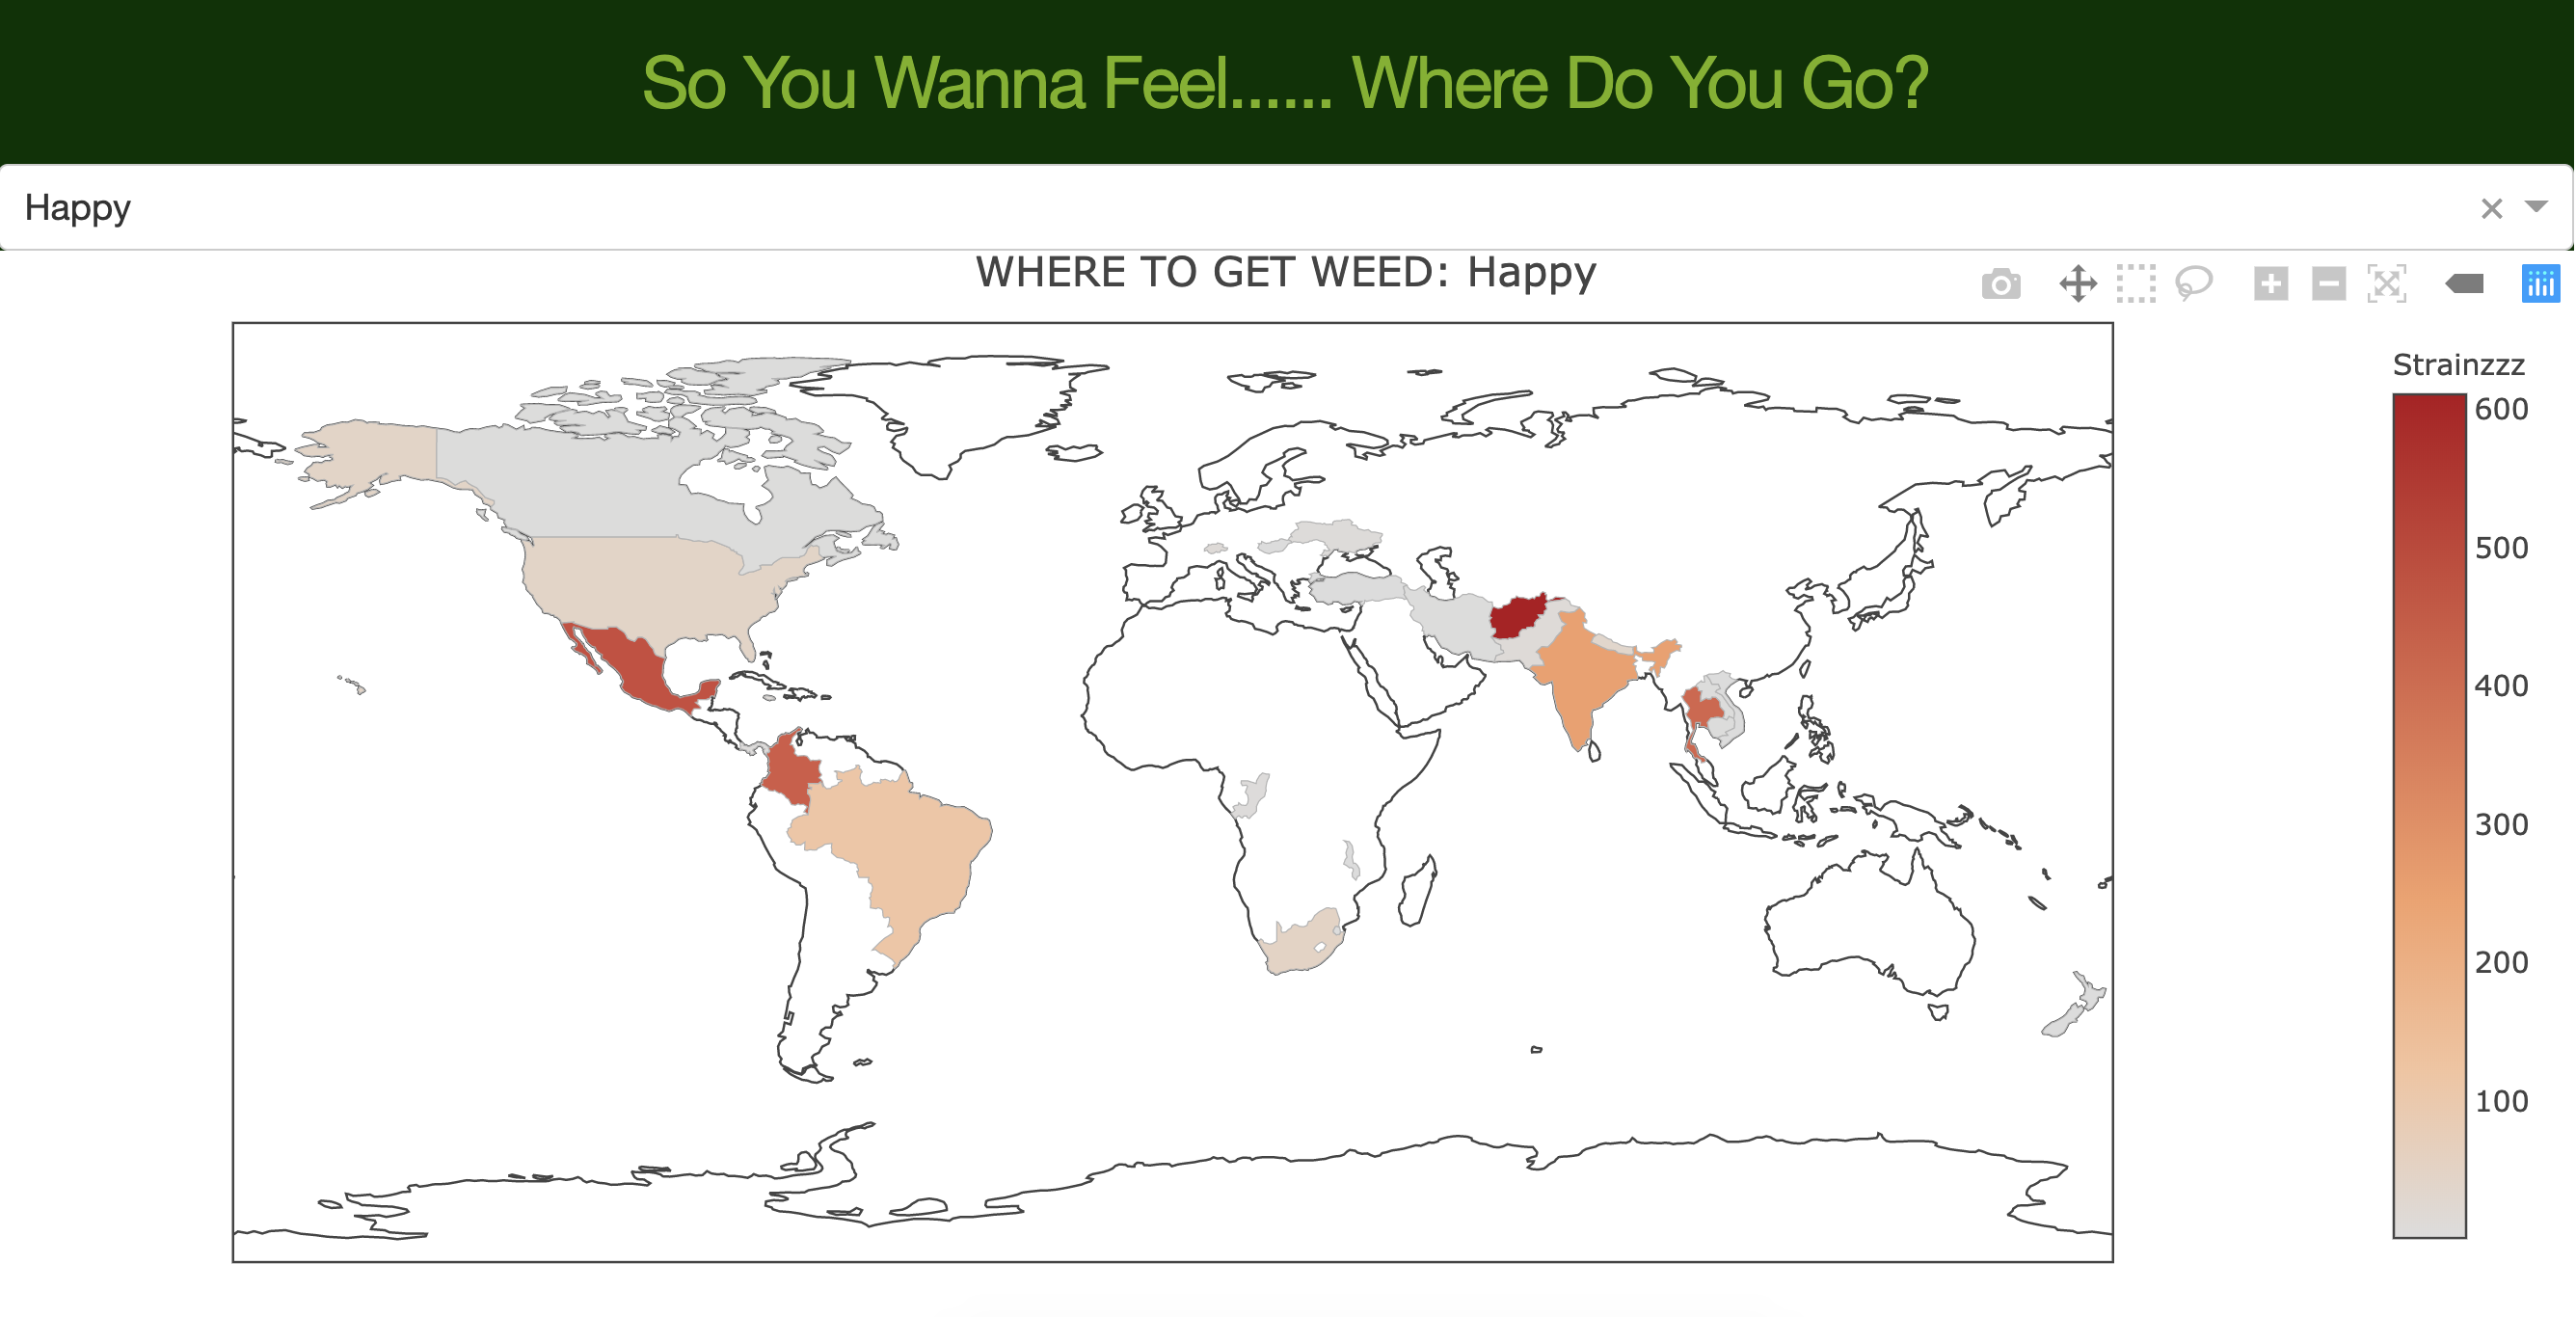 So You Wanna Feel...... Where Do You Go?
Happy
WHERE TO GET WEED: Happy
Strainzzz
600
500
400
300
200
100